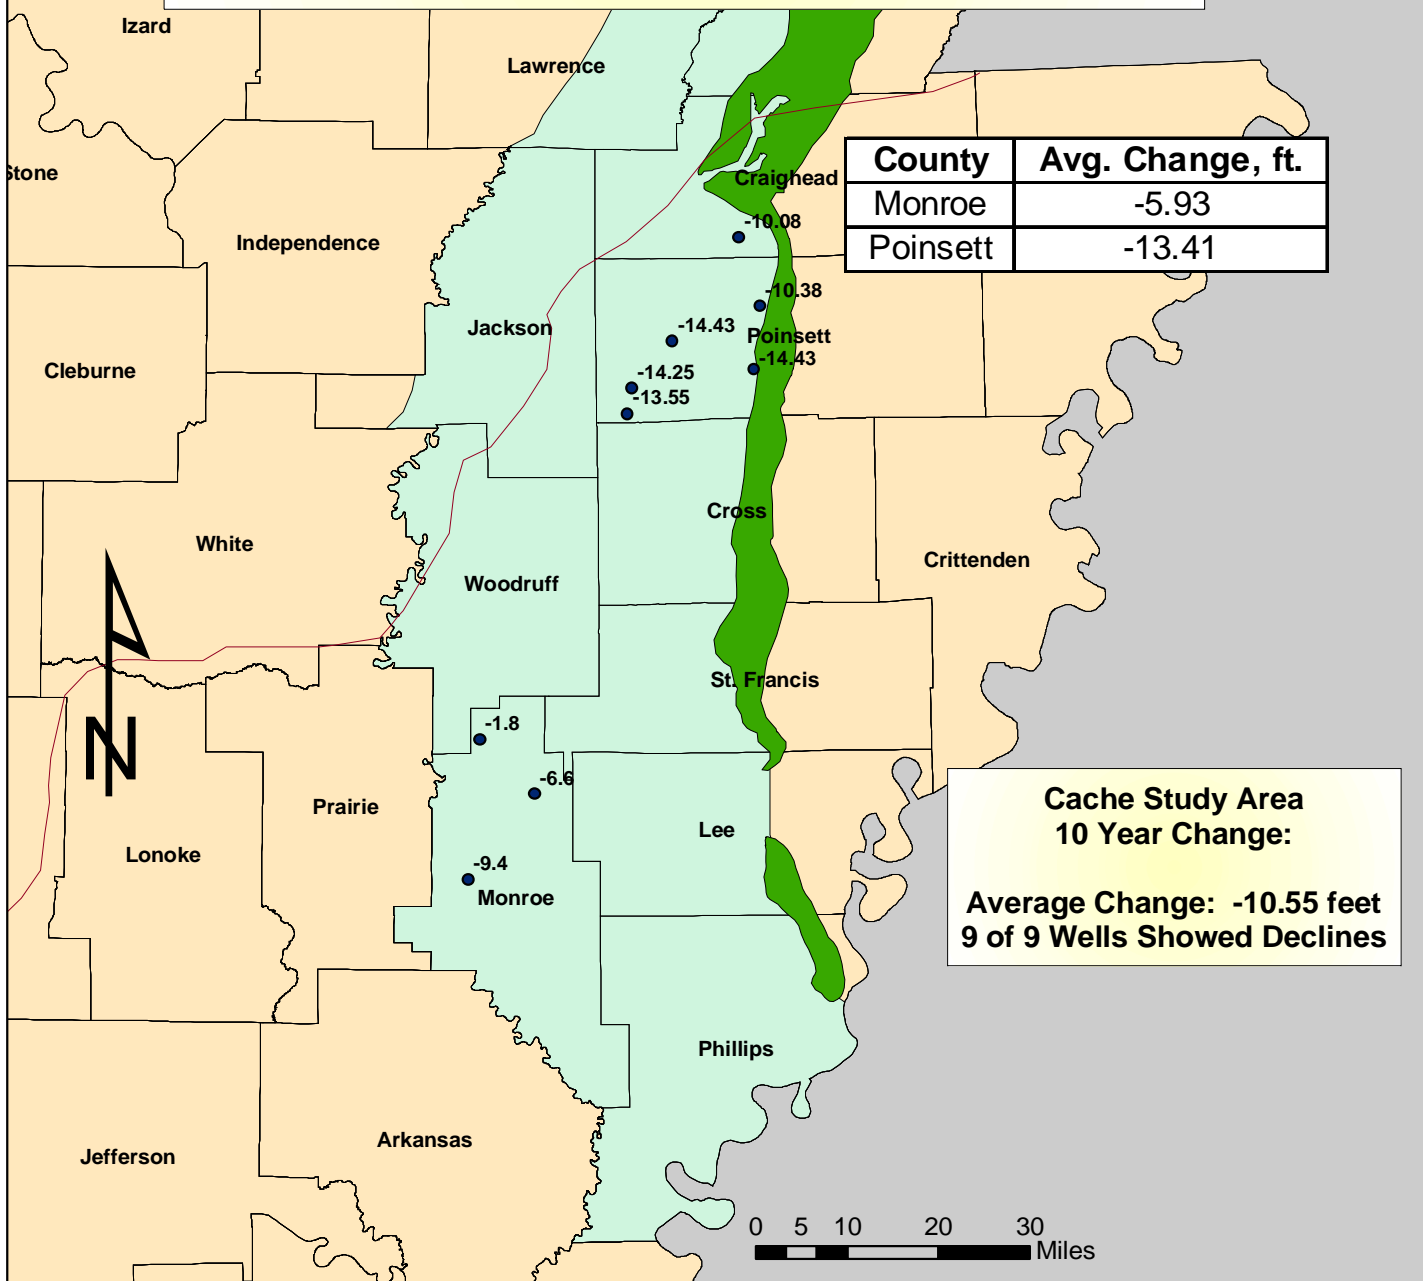 Izard
Lawrence
Stone
Craighead
County Avg. Change, ft.
Monroe -5.93
Poinsett -13.41
-10.08
Independence
-10.38
Jackson
-14.43
Poinsett
-14.43
Cleburne
-14.25
-13.55
Cross
White
Crittenden
Woodruff
St. Francis
N
-1.8
-6.6
Prairie
Lee
Lonoke
-9.4
Monroe
Cache Study Area
10 Year Change:
Average Change: -10.55 feet
9 of 9 Wells Showed Declines
Phillips
Arkansas
Jefferson
0 5 10 20 30
Miles